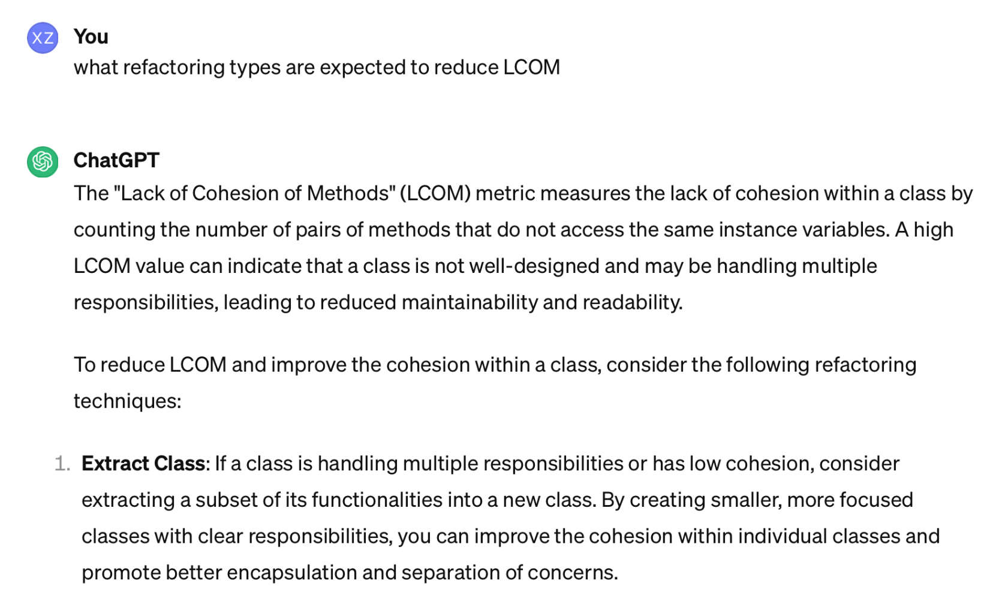 XZ You
what refactoring types are expected to reduce LCOM
ChatGPT
The "Lack of Cohesion of Methods" (LCOM) metric measures the lack of cohesion within a class by
counting the number of pairs of methods that do not access the same instance variables. A high
LCOM value can indicate that a class is not well-designed and may be handling multiple
responsibilities, leading to reduced maintainability and readability.
To reduce LCOM and improve the cohesion within a class, consider the following refactoring
techniques:
1. Extract Class: If a class is handling multiple responsibilities or has low cohesion, consider
extracting a subset of its functionalities into a new class. By creating smaller, more focused
classes with clear responsibilities, you can improve the cohesion within individual classes and
promote better encapsulation and separation of concerns.